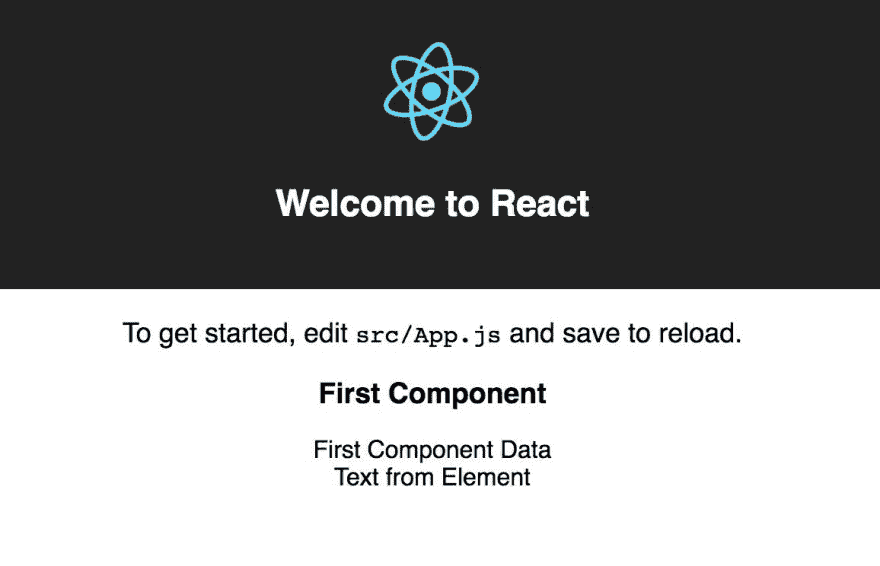 Welcome to React
To get started, edit src/App.js and save to reload.
First Component
First Component Data
Text from Element